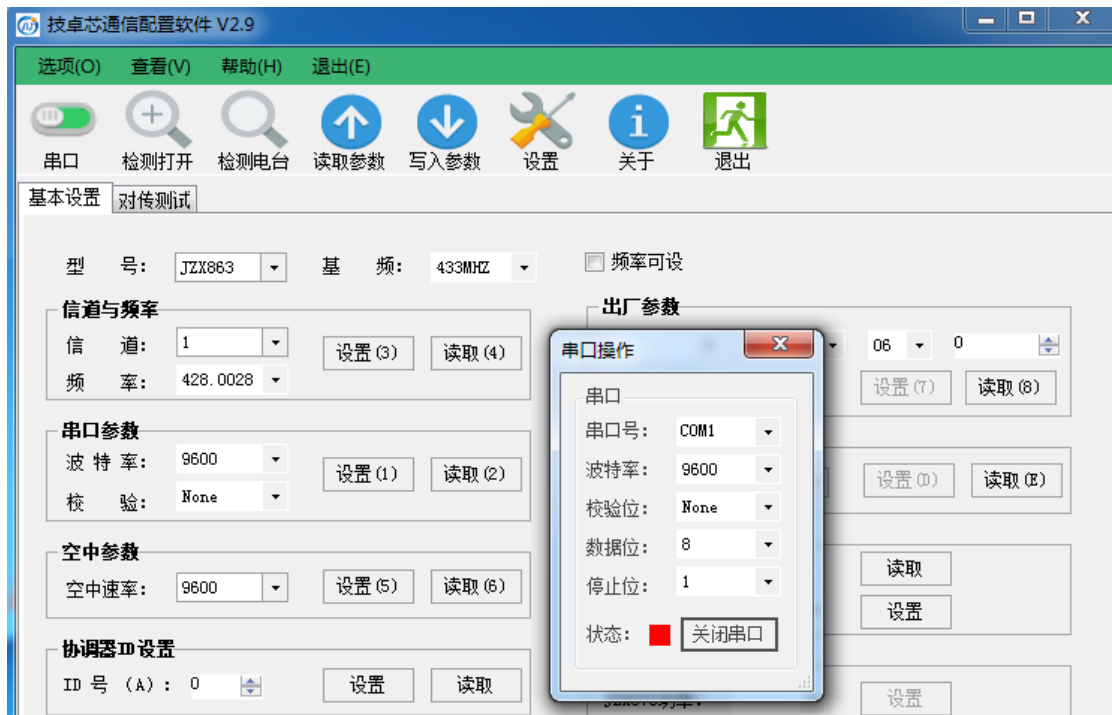 技卓芯通信配置软件 V2.9
选项(O) 查看(V) 帮助(H) 退出(E)
串口 检测打开 检测电台 读取参数 写入参数 设置 关于 退出
基本设置 对传测试
型 号: JZX863 基 频: 433MHZ 频率可设
信道与频率
信 道: 1 设置(3) 读取(4)
频 率: 428.0028
串口参数
波特率: 9600 设置(1) 读取(2)
校 验: None
空中参数
空中速率: 9600 设置(5) 读取(6)
协调器ID设置
ID号 (A): 0 设置 读取
出厂参数
06 0
设置(7) 读取(8)
设置(D) 读取(E)
读取
设置
设置
串口操作
串口
串口号: COM1
波特率: 9600
校验位: None
数据位: 8
停止位: 1
状态: 关闭串口